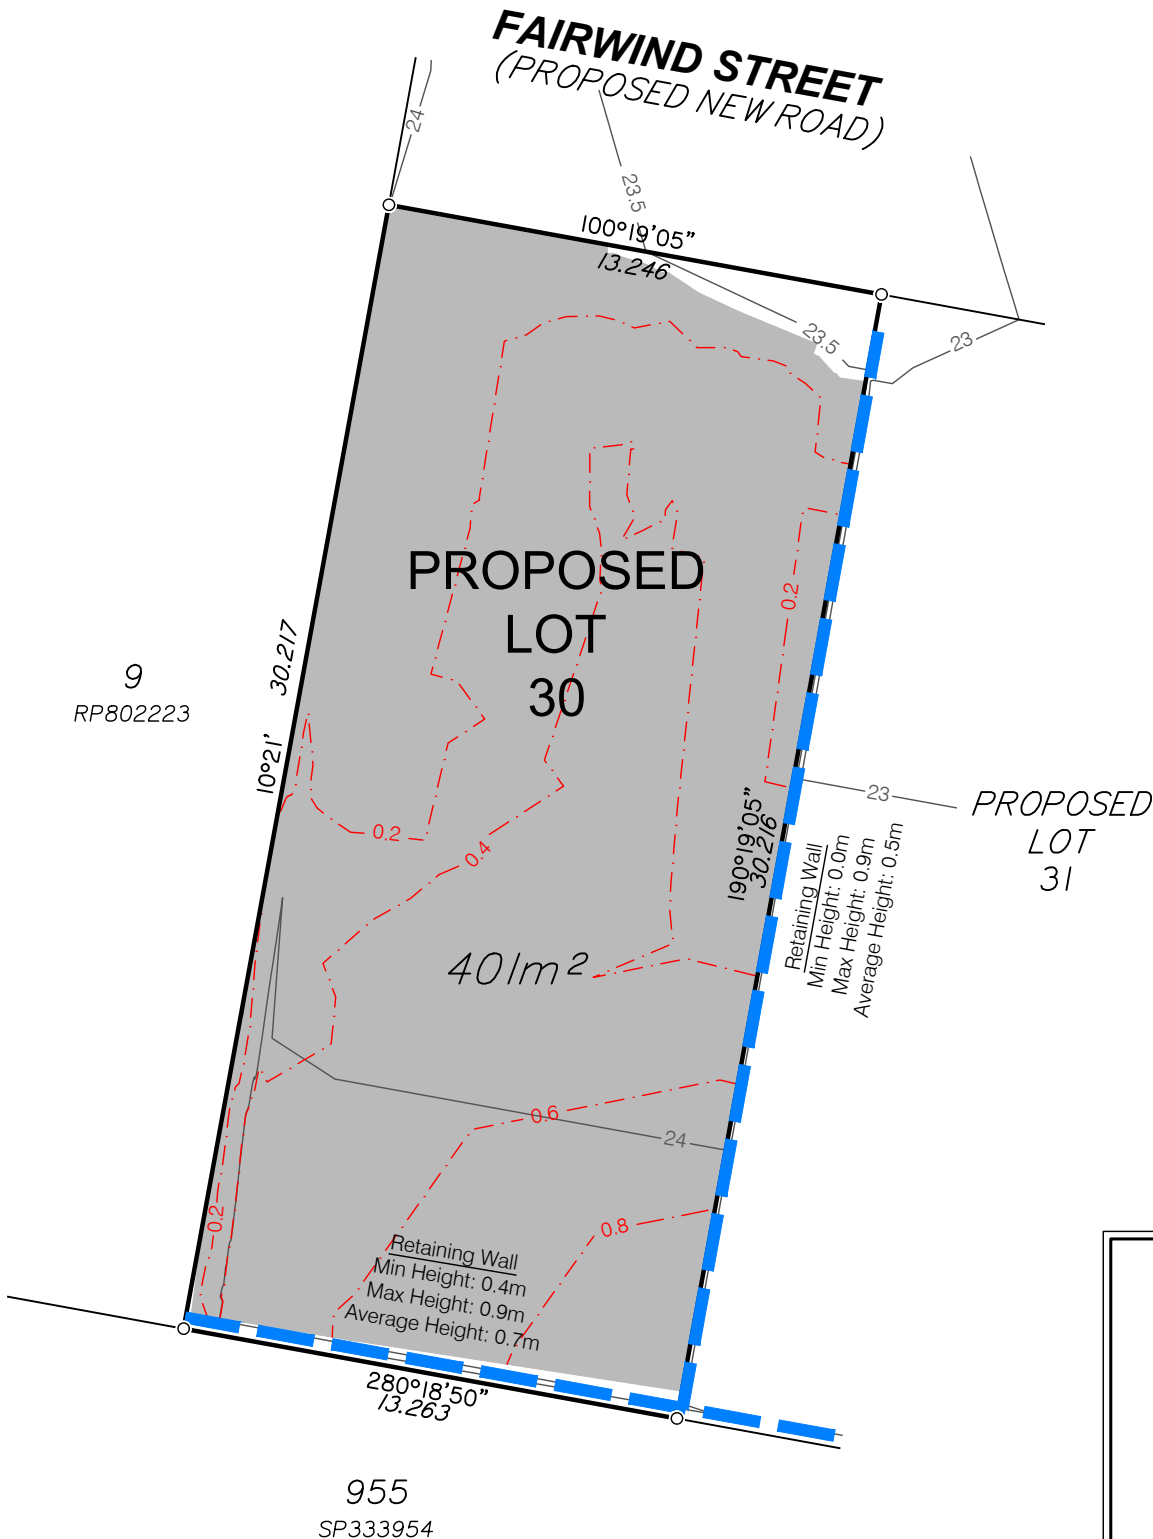 FAIRWIND STREET
(PROPOSED NEW ROAD)
24
23.5
100°19'05"
13.246
23.5
23
PROPOSED
LOT
30
0.2
30.217
10°21'
9
RP802223
0.2
0.4
190°19'05"
30.216
23
PROPOSED
LOT
31
Retaining Wall
Min Height: 0.0m
Max Height: 0.9m
Average Height: 0.5m
401m²
0.6
24
0.2
0.8
Retaining Wall
Min Height: 0.4m
Max Height: 0.9m
Average Height: 0.7m
280°18'50"
13.263
955
SP333954